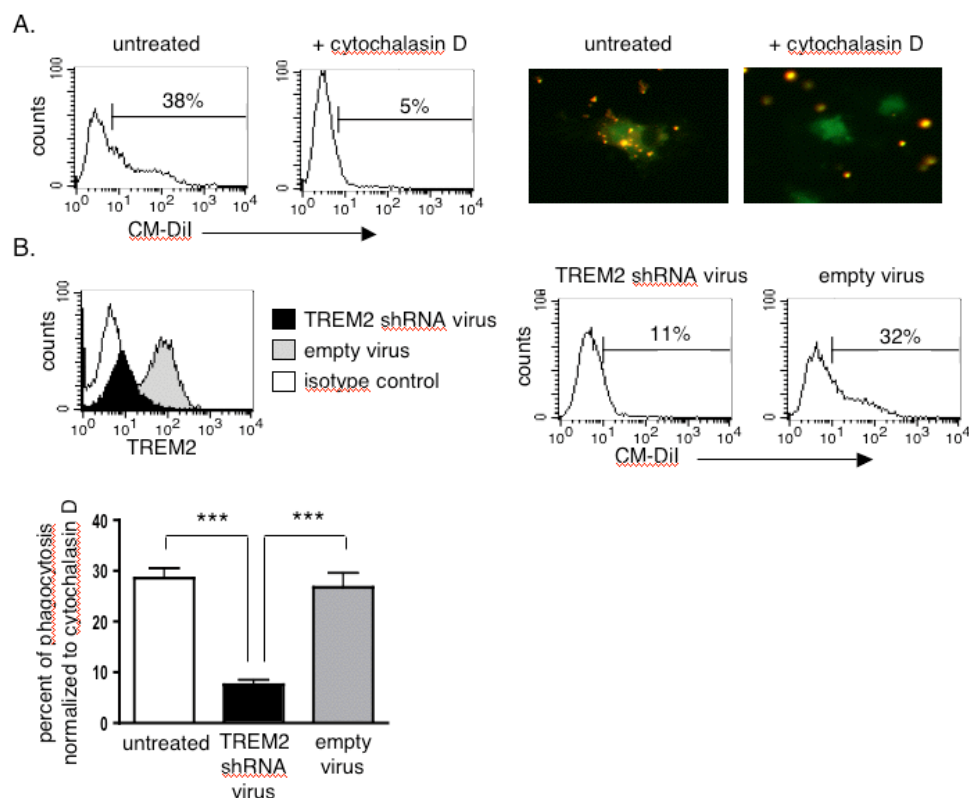 A.
untreated
+ cytochalasin D
untreated
+ cytochalasin D
counts
100
0
38%
10^0 10^1 10^2 10^3 10^4
100
0
5%
10^0 10^1 10^2 10^3 10^4
CM-DiI
B.
counts
100
0
10^0 10^1 10^2 10^3 10^4
TREM2
TREM2 shRNA virus
empty virus
isotype control
TREM2 shRNA virus
empty virus
counts
100
0
11%
10^0 10^1 10^2 10^3 10^4
100
0
32%
10^0 10^1 10^2 10^3 10^4
CM-DiI
percent of phagocytosis
normalized to cytochalasin D
40
30
20
10
0
*** ***
untreated
TREM2
shRNA
virus
empty
virus